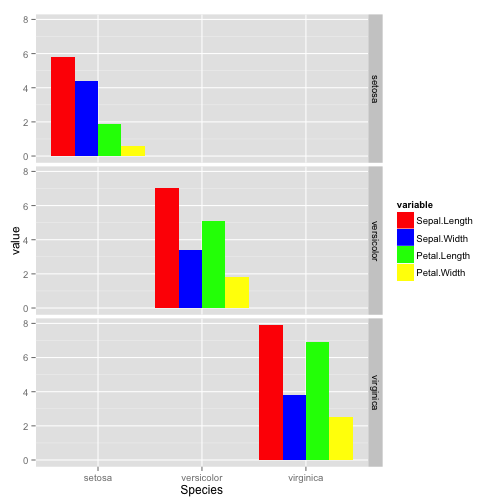 8
6
4
2
0
setosa
8
6
4
2
0
versicolor
8
6
4
2
0
virginica
value
setosa versicolor virginica
Species
variable
Sepal.Length
Sepal.Width
Petal.Length
Petal.Width